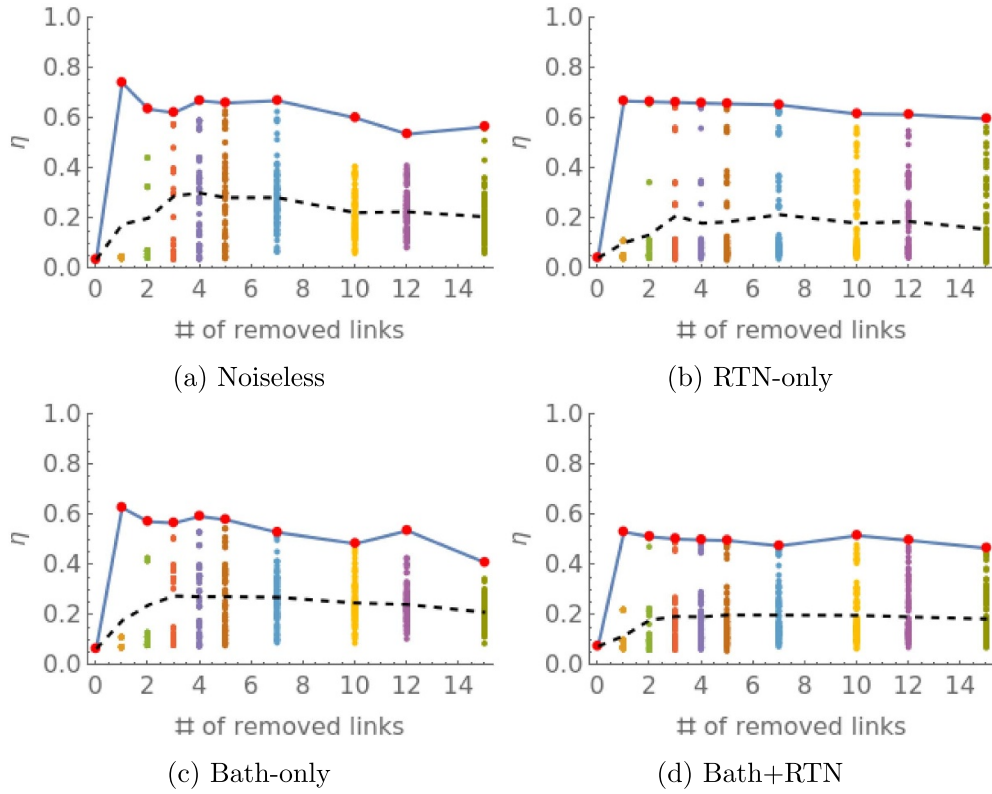 1.0 1.0
0.8 0.8
0.6 0.6
η η
0.4 0.4
0.2 0.2
0.0 0.0
0 2 4 6 8 10 12 14 0 2 4 6 8 10 12 14
# of removed links # of removed links
(a) Noiseless (b) RTN-only
1.0 1.0
0.8 0.8
0.6 0.6
η η
0.4 0.4
0.2 0.2
0.0 0.0
0 2 4 6 8 10 12 14 0 2 4 6 8 10 12 14
# of removed links # of removed links
(c) Bath-only (d) Bath+RTN